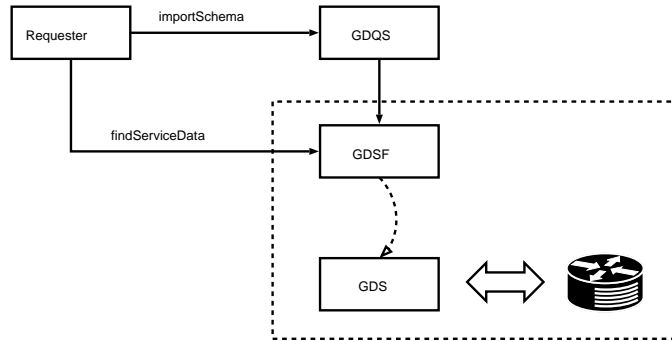 importSchema
Requester
GDQS
findServiceData
GDSF
GDS